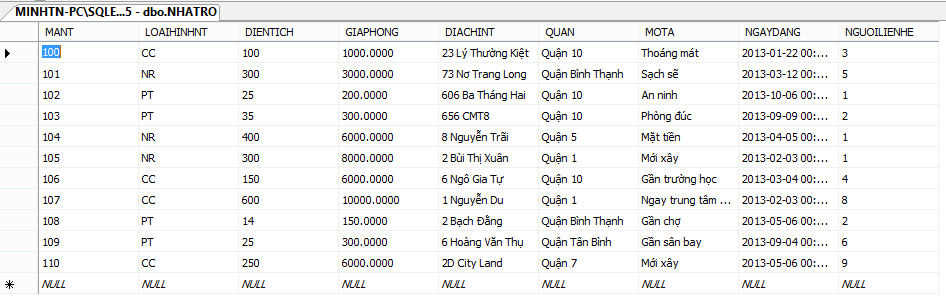 MINHTN-PC\SQLE...5 - dbo.NHATRO
MANT LOAIHINHNT DIENTICH GIAPHONG DIACHINT QUAN MOTA NGAYDANG NGUOILIENHE
100 CC 100 1000.0000 23 Lý Thường Kiệt Quận 10 Thoáng mát 2013-01-22 00:... 3
101 NR 300 3000.0000 73 Nơ Trang Long Quận Bình Thạnh Sạch sẽ 2013-03-12 00:... 5
102 PT 25 200.0000 606 Ba Tháng Hai Quận 10 An ninh 2013-10-06 00:... 1
103 PT 35 300.0000 656 CMT8 Quận 10 Phòng đúc 2013-09-09 00:... 2
104 NR 400 6000.0000 8 Nguyễn Trãi Quận 5 Mặt tiền 2013-04-05 00:... 1
105 NR 300 8000.0000 2 Bùi Thị Xuân Quận 1 Mới xây 2013-02-03 00:... 1
106 CC 150 6000.0000 6 Ngô Gia Tự Quận 10 Gần trường học 2013-03-04 00:... 4
107 CC 600 10000.0000 1 Nguyễn Du Quận 1 Ngay trung tâm ... 2013-02-03 00:... 8
108 PT 14 150.0000 2 Bạch Đằng Quận Bình Thạnh Gần chợ 2013-05-06 00:... 2
109 PT 25 300.0000 6 Hoàng Văn Thụ Quận Tân Bình Gần sân bay 2013-09-04 00:... 6
110 CC 250 6000.0000 2D City Land Quận 7 Mới xây 2013-05-06 00:... 9
NULL NULL NULL NULL NULL NULL NULL NULL NULL